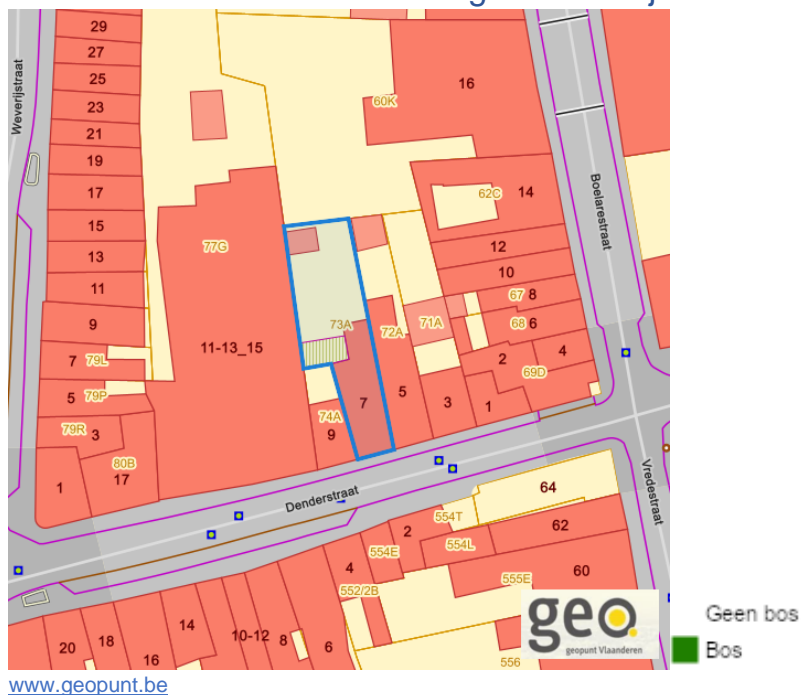 29
27
25
23
21
19
17
15
13
11
9
7 79L
5 79P
79R 3
80B
17
1
Weverijstraat
77G
11-13_15
60K
16
62C
14
12
10
67 8
68 6
4
2
69D
1
3
71A
72A
5
73A
7
74A
9
Boelarestraat
Denderstraat
Vredestraat
64
554T
62
2
554L
554E
4
552/2B
555E
60
20
18
16
14
10-12
8
6
556
geo.
geopunt Vlaanderen
Geen bos
Bos
www.geopunt.be